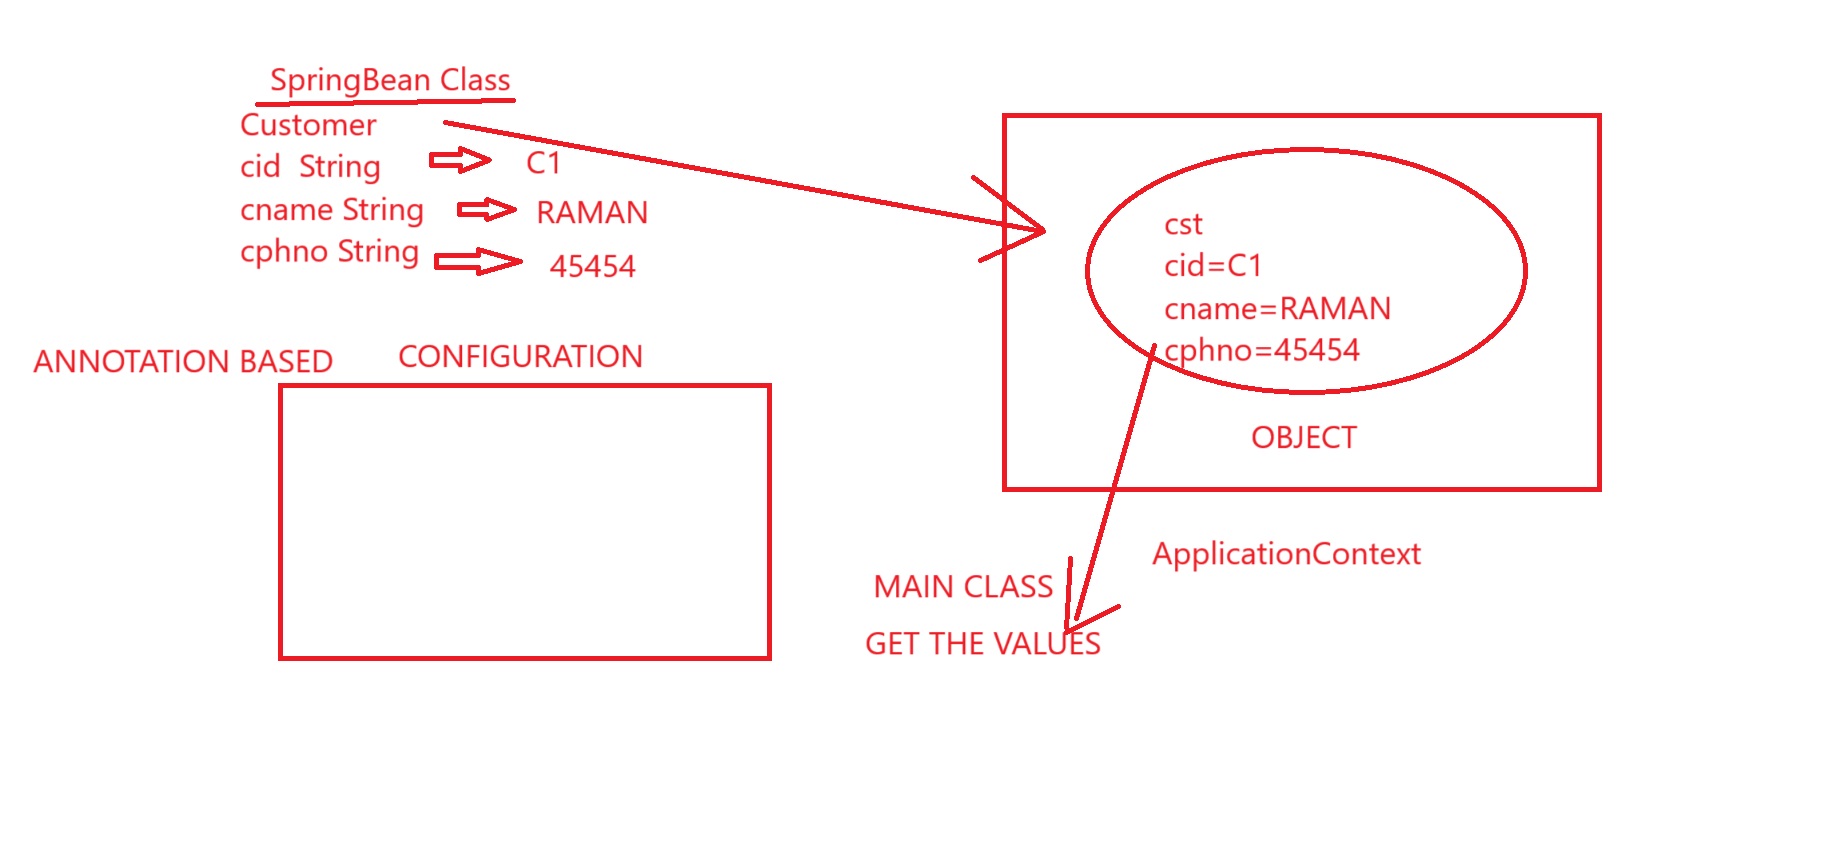 SpringBean Class
Customer
cid  String
C1
cname String
RAMAN
cphno String
45454
ANNOTATION BASED
CONFIGURATION
cst
cid=C1
cname=RAMAN
cphno=45454
OBJECT
ApplicationContext
MAIN CLASS
GET THE VALUES